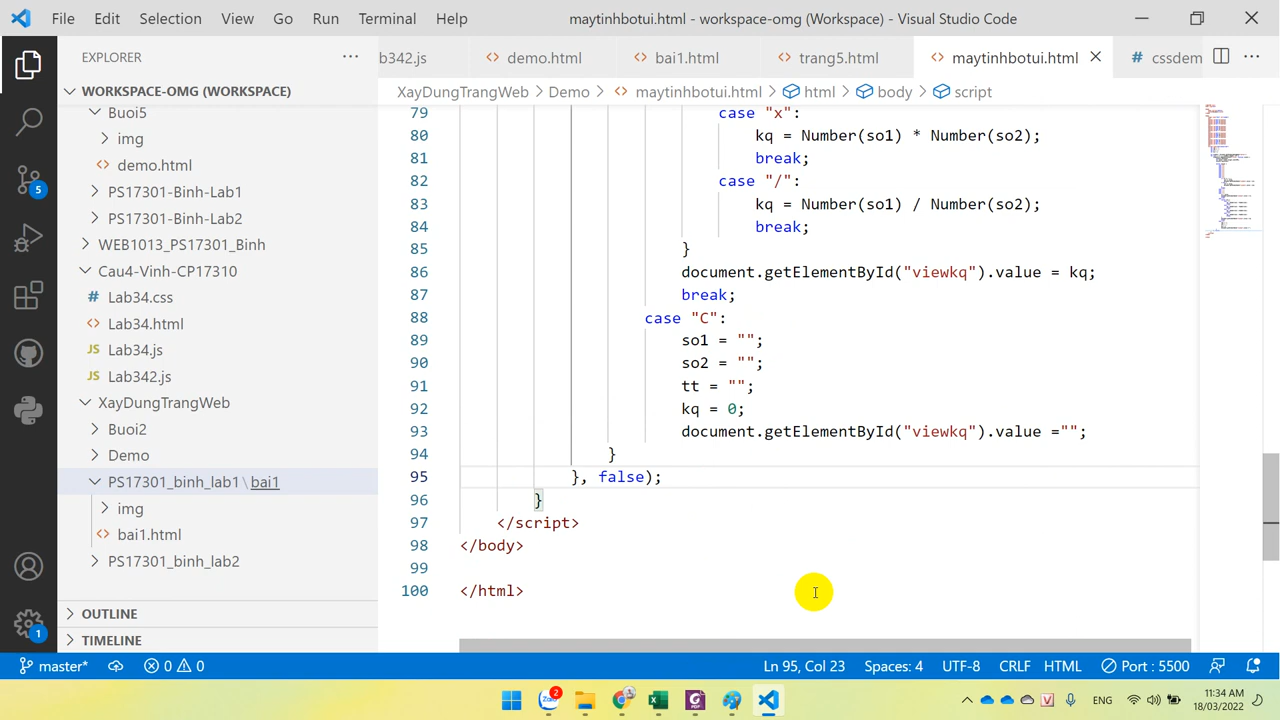 File Edit Selection View Go Run Terminal Help maytinhbotui.html - workspace-omg (Workspace) - Visual Studio Code
EXPLORER
b342.js demo.html bai1.html trang5.html maytinhbotui.html cssdem
WORKSPACE-OMG (WORKSPACE)
XayDungTrangWeb > Demo > maytinhbotui.html > html > body > script
Buoi5
img
demo.html
PS17301-Binh-Lab1
PS17301-Binh-Lab2
WEB1013_PS17301_Binh
Cau4-Vinh-CP17310
Lab34.css
Lab34.html
Lab34.js
Lab342.js
XayDungTrangWeb
Buoi2
Demo
PS17301_binh_lab1\bai1
img
bai1.html
PS17301_binh_lab2
OUTLINE
TIMELINE
5
1
79 case "x":
80 kq = Number(so1) * Number(so2);
81 break;
82 case "/":
83 kq = Number(so1) / Number(so2);
84 break;
85 }
86 document.getElementById("viewkq").value = kq;
87 break;
88 case "C":
89 so1 = "";
90 so2 = "";
91 tt = "";
92 kq = 0;
93 document.getElementById("viewkq").value ="";
94 }
95 }, false);
96 }
97 </script>
98 </body>
99
100 </html>
master* 0 0 Ln 95, Col 23 Spaces: 4 UTF-8 CRLF HTML Port : 5500
2 ENG 11:34 AM
18/03/2022